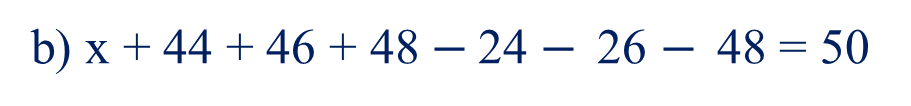 b) x + 44 + 46 + 48 − 24 − 26 − 48 = 50